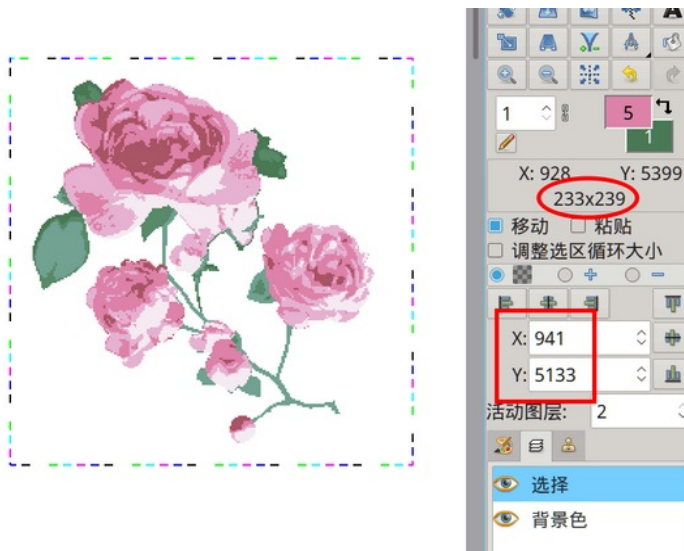 A
1
5
1
X: 928 Y: 5399
233x239
移动 粘贴
调整选区循环大小
X: 941
Y: 5133
活动图层: 2
选择
背景色